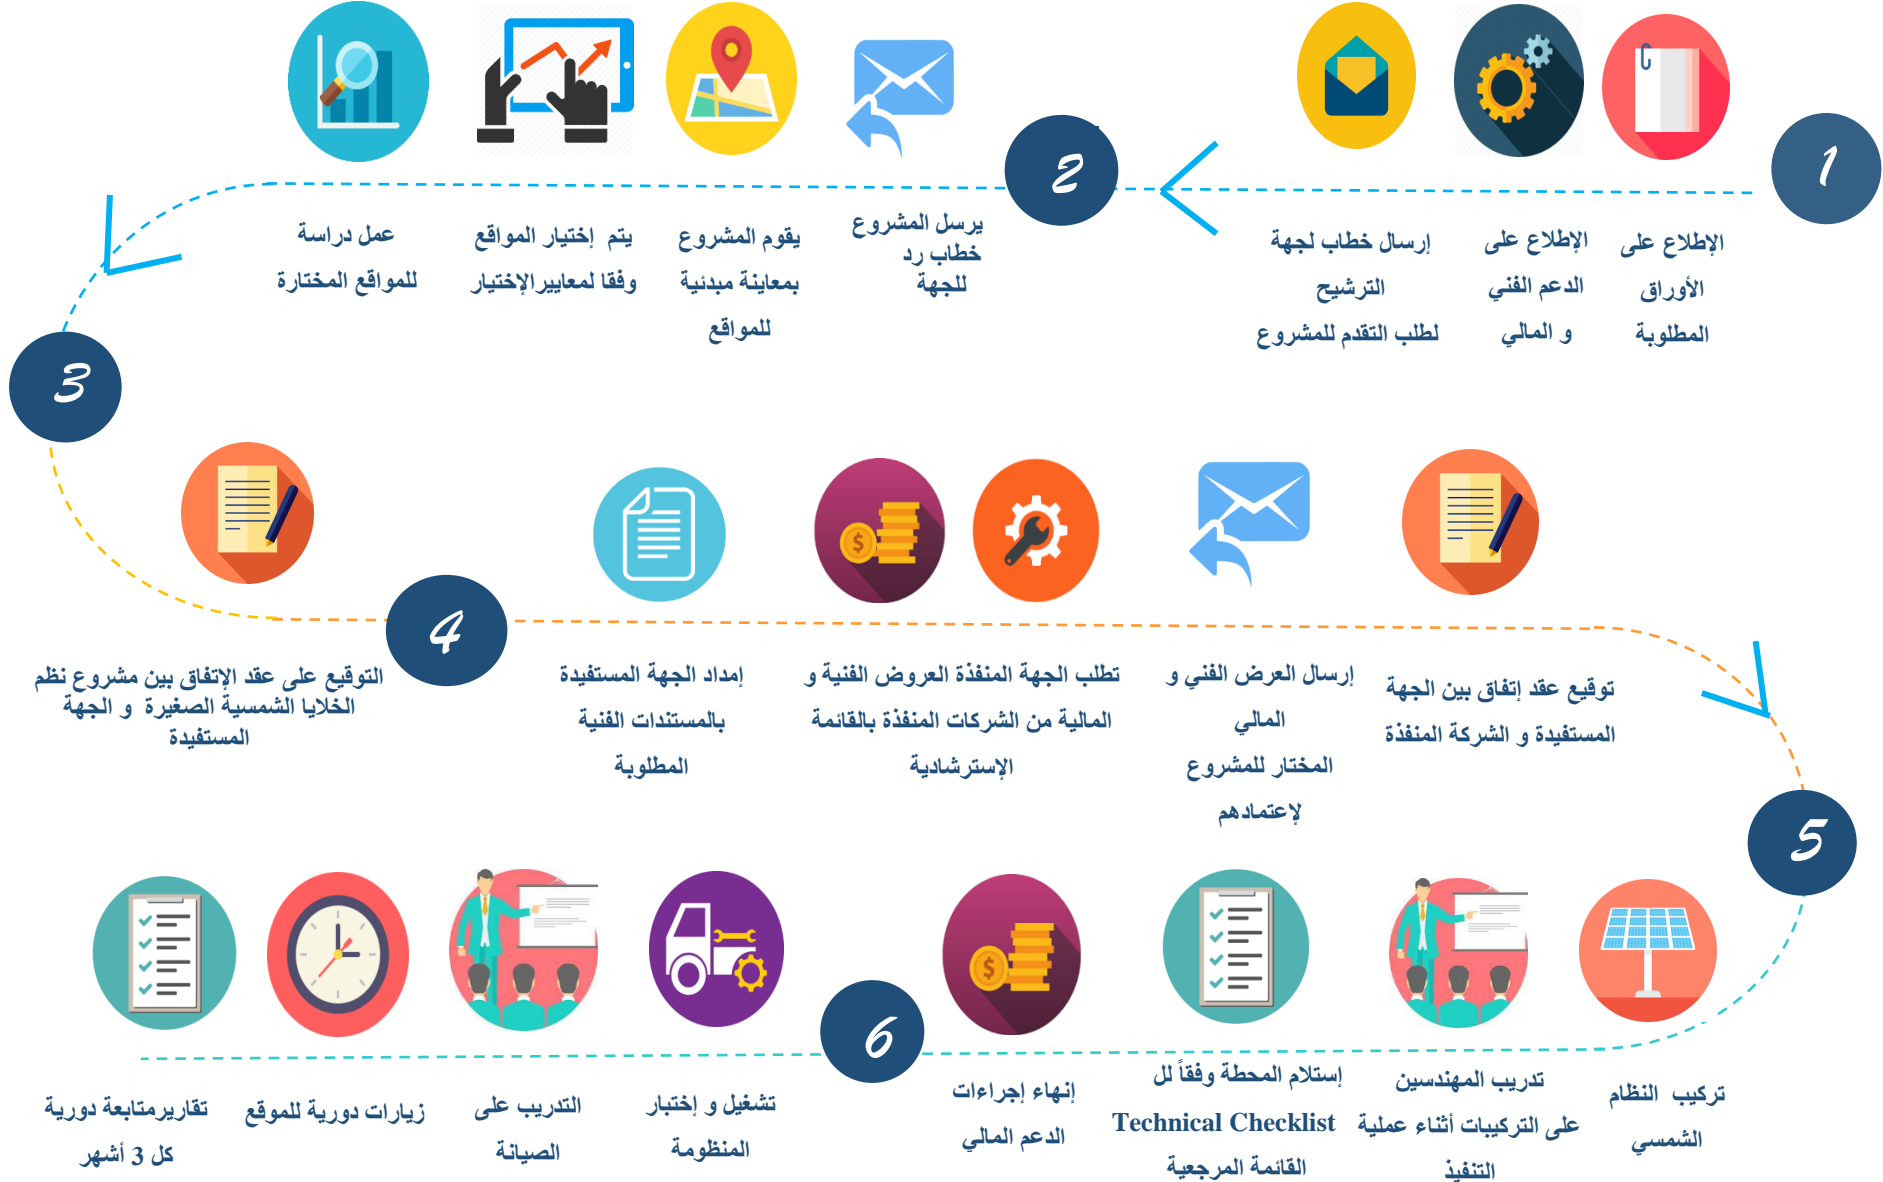 1
الإطلاع على
الأوراق
المطلوبة
الإطلاع على
الدعم الفني
و المالي
إرسال خطاب لجهة
الترشيح
لطلب التقدم للمشروع
2
يرسل المشروع
خطاب رد
للجهة
يقوم المشروع
بمعاينة مبدئية
للمواقع
يتم إختيار المواقع
وفقا لمعاييرالإختيار
عمل دراسة
للمواقع المختارة
3
التوقيع على عقد الإتفاق بين مشروع نظم
الخلايا الشمسية الصغيرة و الجهة
المستفيدة
4
إمداد الجهة المستفيدة
بالمستندات الفنية
المطلوبة
تطلب الجهة المنفذة العروض الفنية و
المالية من الشركات المنفذة بالقائمة
الإسترشادية
إرسال العرض الفني و
المالي
المختار للمشروع
لإعتمادهم
توقيع عقد إتفاق بين الجهة
المستفيدة و الشركة المنفذة
5
تركيب النظام
الشمسي
تدريب المهندسين
على التركيبات أثناء عملية
التنفيذ
إستلام المحطة وفقاً لل
Technical Checklist
القائمة المرجعية
إنهاء إجراءات
الدعم المالي
6
تشغيل و إختبار
المنظومة
التدريب على
الصيانة
زيارات دورية للموقع
تقاريرمتابعة دورية
كل 3 أشهر